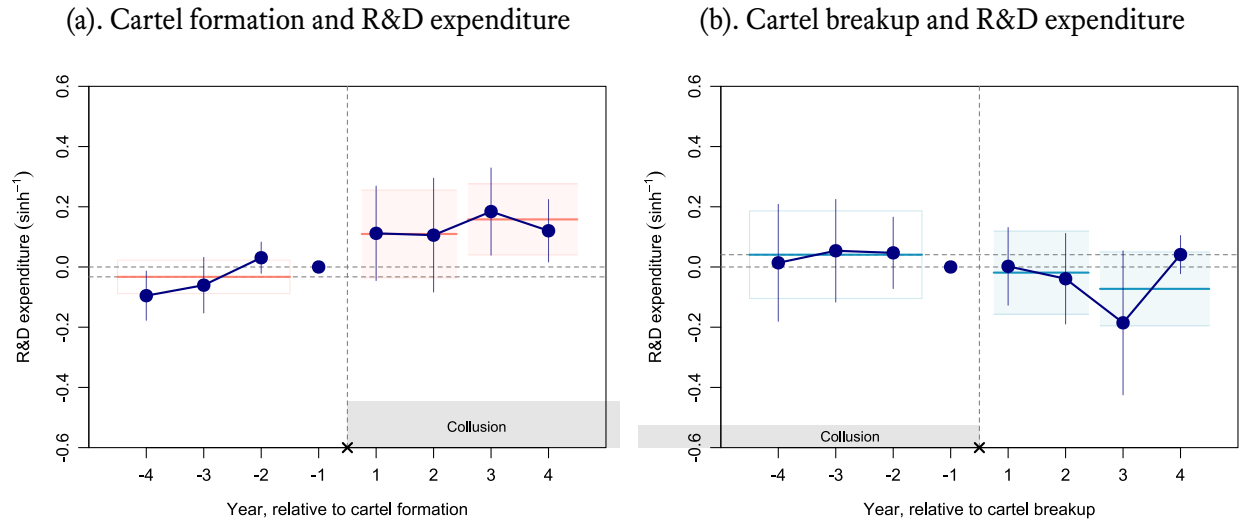 (a). Cartel formation and R&D expenditure
R&D expenditure (sinh⁻¹)
0.6
0.4
0.2
0.0
-0.2
-0.4
-0.6
Collusion
-4 -3 -2 -1 1 2 3 4
Year, relative to cartel formation
(b). Cartel breakup and R&D expenditure
R&D expenditure (sinh⁻¹)
0.6
0.4
0.2
0.0
-0.2
-0.4
-0.6
Collusion
-4 -3 -2 -1 1 2 3 4
Year, relative to cartel breakup